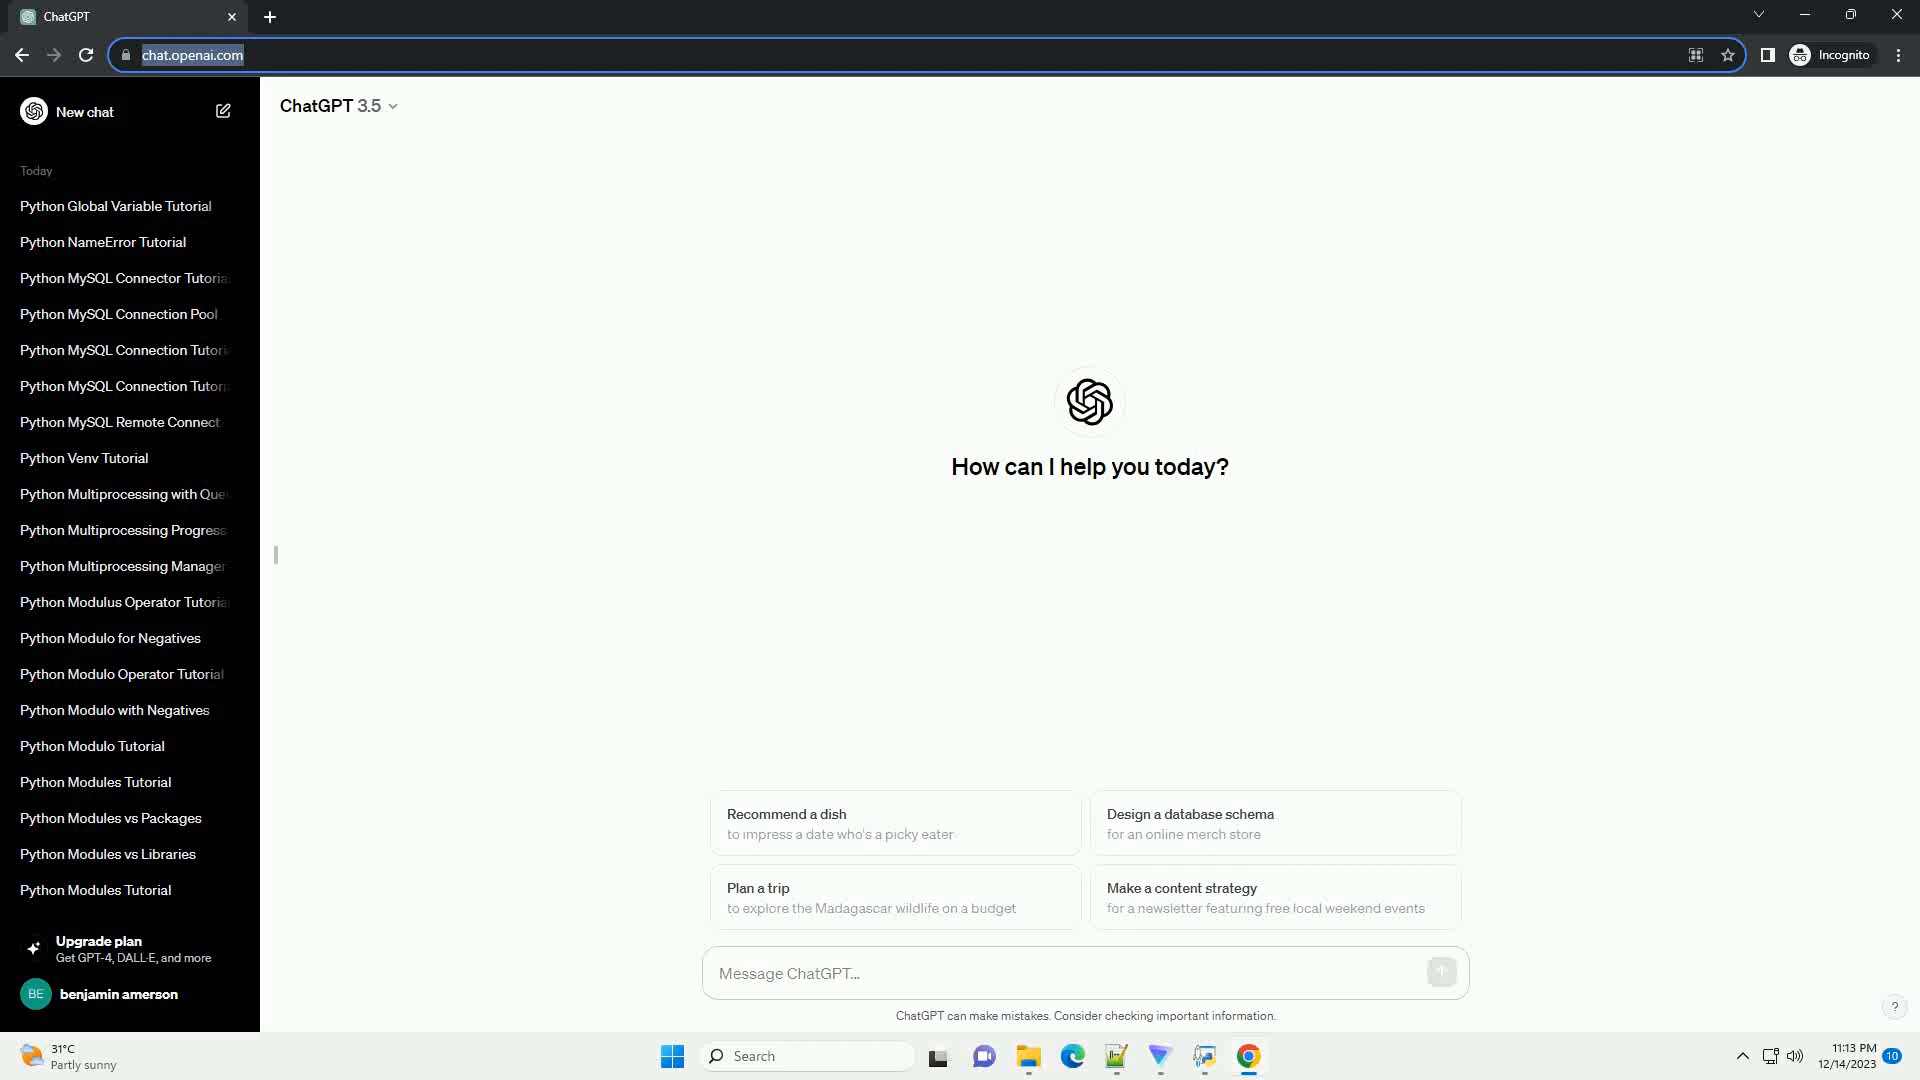 ChatGPT
chat.openai.com
Incognito
New chat
ChatGPT 3.5
Today
Python Global Variable Tutorial
Python NameError Tutorial
Python MySQL Connector Tutoria
Python MySQL Connection Pool
Python MySQL Connection Tutori
Python MySQL Connection Tutori
Python MySQL Remote Connect
Python Venv Tutorial
Python Multiprocessing with Que
Python Multiprocessing Progress
Python Multiprocessing Manager
Python Modulus Operator Tutoria
Python Modulo for Negatives
Python Modulo Operator Tutorial
Python Modulo with Negatives
Python Modulo Tutorial
Python Modules Tutorial
Python Modules vs Packages
Python Modules vs Libraries
Python Modules Tutorial
Upgrade plan
Get GPT-4, DALL·E, and more
BE
benjamin amerson
How can I help you today?
Recommend a dish
to impress a date who's a picky eater
Design a database schema
for an online merch store
Plan a trip
to explore the Madagascar wildlife on a budget
Make a content strategy
for a newsletter featuring free local weekend events
Message ChatGPT...
ChatGPT can make mistakes. Consider checking important information.
?
31°C
Partly sunny
Search
11:13 PM
12/14/2023
10